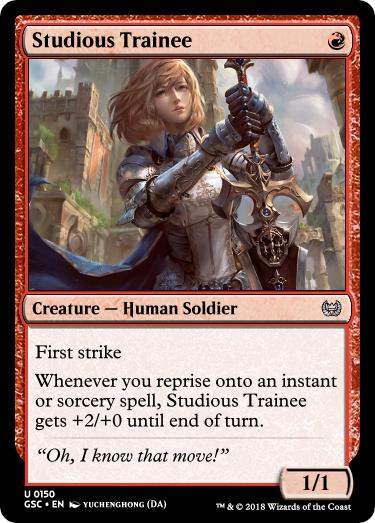 Studious Trainee
Creature — Human Soldier
First strike
Whenever you reprise onto an instant
or sorcery spell, Studious Trainee
gets +2/+0 until end of turn.
“Oh, I know that move!”
1/1
U 0150
GSC • EN YUCHENGHONG (DA)
™ & © 2018 Wizards of the Coast